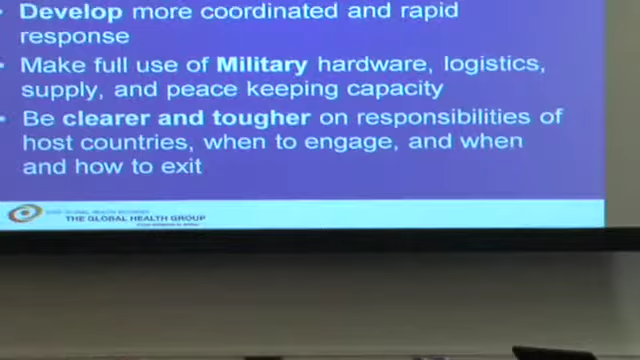 • Develop more coordinated and rapid
response
• Make full use of Military hardware, logistics,
supply, and peace keeping capacity
• Be clearer and tougher on responsibilities of
host countries, when to engage, and when
and how to exit
THE GLOBAL HEALTH GROUP